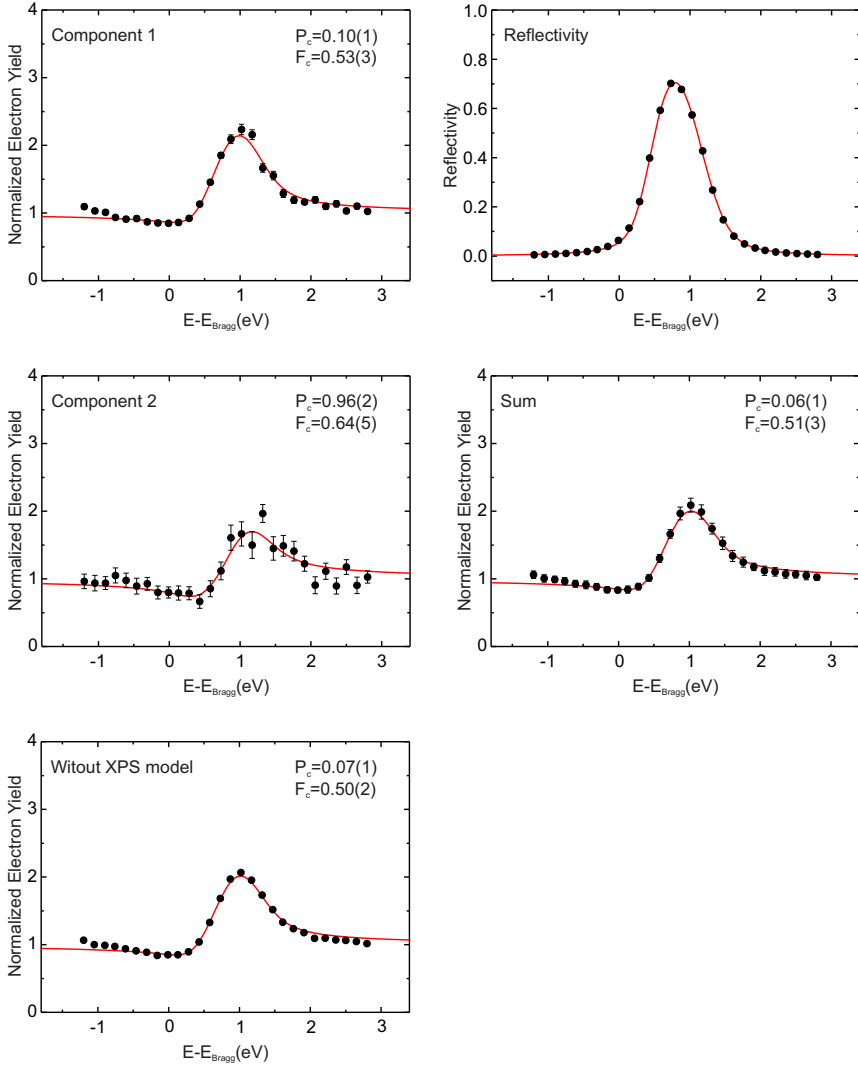 Component 1
P_c=0.10(1)
F_c=0.53(3)
Normalized Electron Yield
4
3
2
1
0
-1 0 1 2 3
E-E_Bragg(eV)
Reflectivity
Reflectivity
1.0
0.8
0.6
0.4
0.2
0.0
-1 0 1 2 3
E-E_Bragg(eV)
Component 2
P_c=0.96(2)
F_c=0.64(5)
Normalized Electron Yield
4
3
2
1
0
-1 0 1 2 3
E-E_Bragg(eV)
Sum
P_c=0.06(1)
F_c=0.51(3)
Normalized Electron Yield
4
3
2
1
0
-1 0 1 2 3
E-E_Bragg(eV)
Witout XPS model
P_c=0.07(1)
F_c=0.50(2)
Normalized Electron Yield
4
3
2
1
0
-1 0 1 2 3
E-E_Bragg(eV)